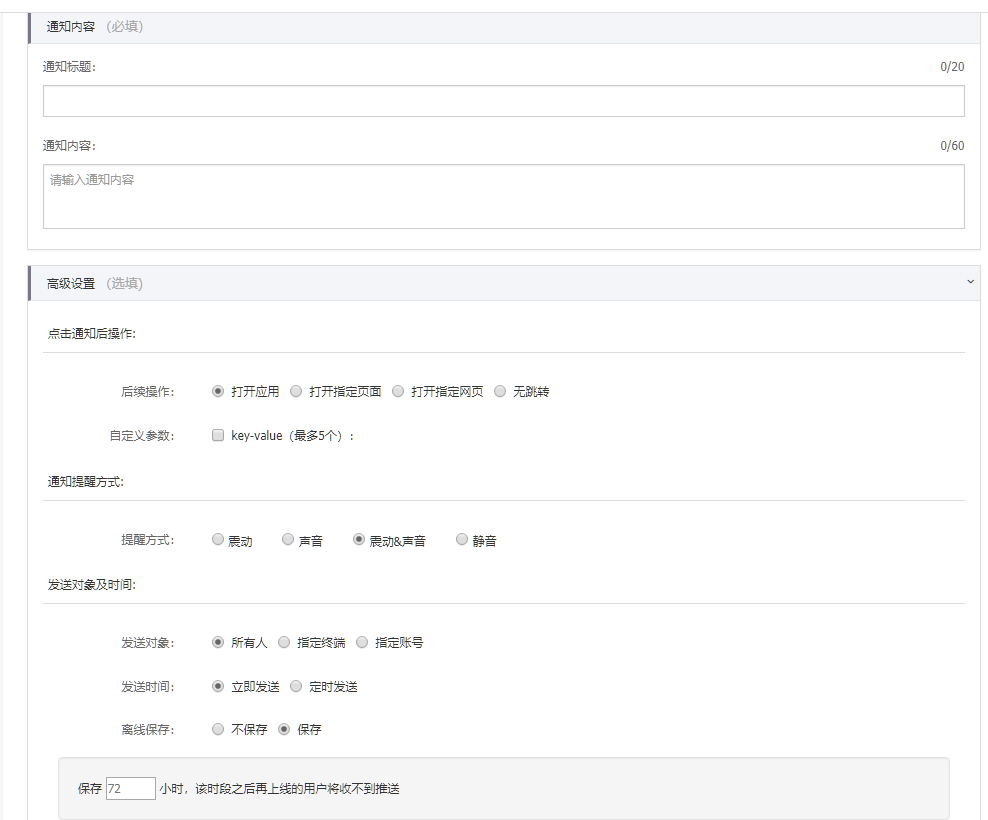 通知内容 (必填)
通知标题: 0/20
通知内容: 0/60
请输入通知内容
高级设置 (选填)
点击通知后操作:
后续操作: 打开应用 打开指定页面 打开指定网页 无跳转
自定义参数: key-value（最多5个）:
通知提醒方式:
提醒方式: 震动 声音 震动&声音 静音
发送对象及时间:
发送对象: 所有人 指定终端 指定账号
发送时间: 立即发送 定时发送
离线保存: 不保存 保存
保存 72 小时，该时段之后再上线的用户将收不到推送